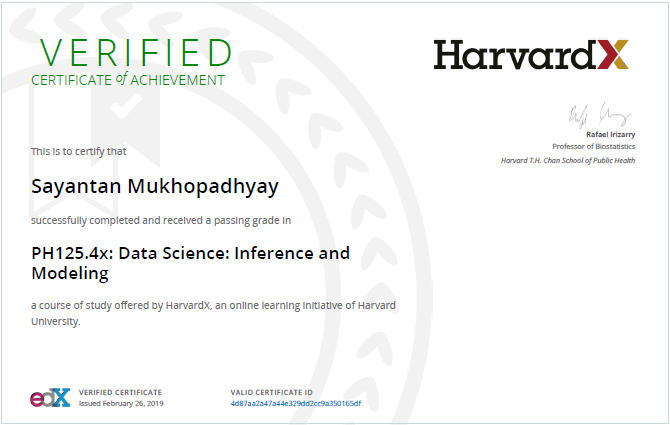 VERIFIED
CERTIFICATE of ACHIEVEMENT
HarvardX
Rafael Irizarry
Professor of Biostatistics
Harvard T.H. Chan School of Public Health
This is to certify that
Sayantan Mukhopadhyay
successfully completed and received a passing grade in
PH125.4x: Data Science: Inference and
Modeling
a course of study offered by HarvardX, an online learning initiative of Harvard
University.
edX
VERIFIED CERTIFICATE
Issued February 26, 2019
VALID CERTIFICATE ID
4d87aa2a47a44e329dd2cc9a350165df